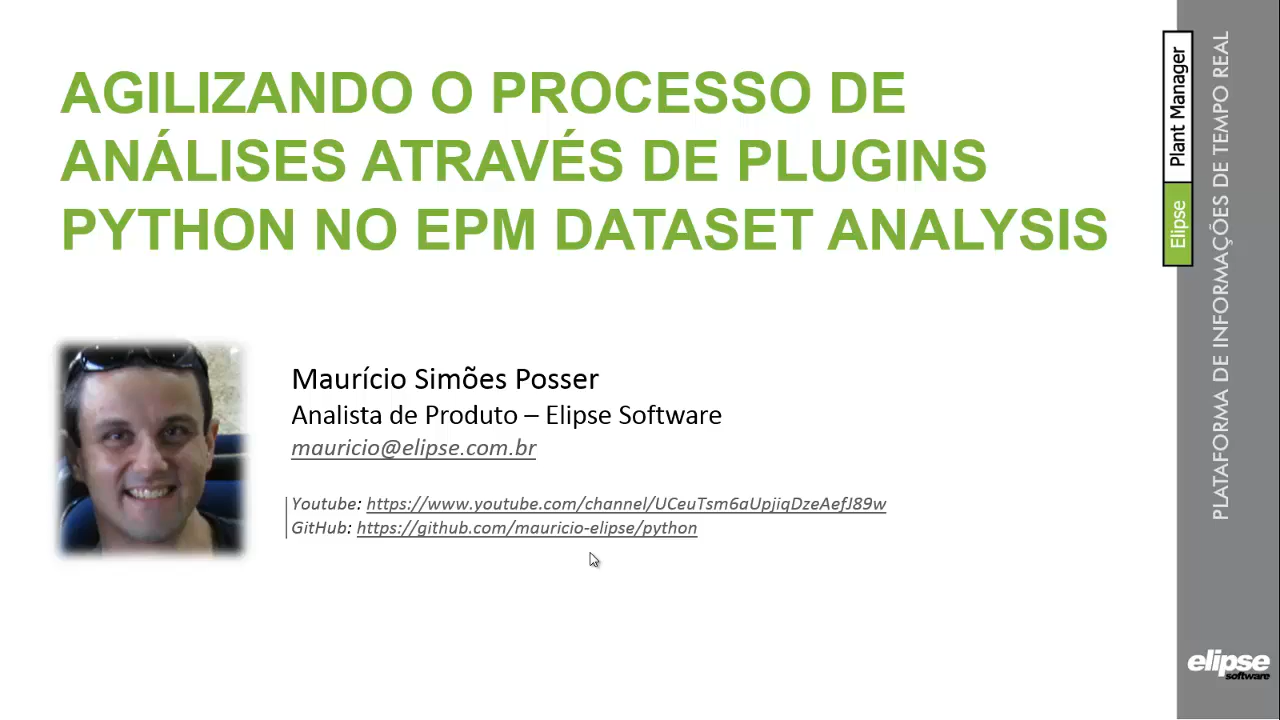 AGILIZANDO O PROCESSO DE
ANÁLISES ATRAVÉS DE PLUGINS
PYTHON NO EPM DATASET ANALYSIS
Maurício Simões Posser
Analista de Produto – Elipse Software
mauricio@elipse.com.br
Youtube: https://www.youtube.com/channel/UCeuTsm6aUpjiqDzeAefJ89w
GitHub: https://github.com/mauricio-elipse/python
Elipse Plant Manager
PLATAFORMA DE INFORMAÇÕES DE TEMPO REAL
elipse
software